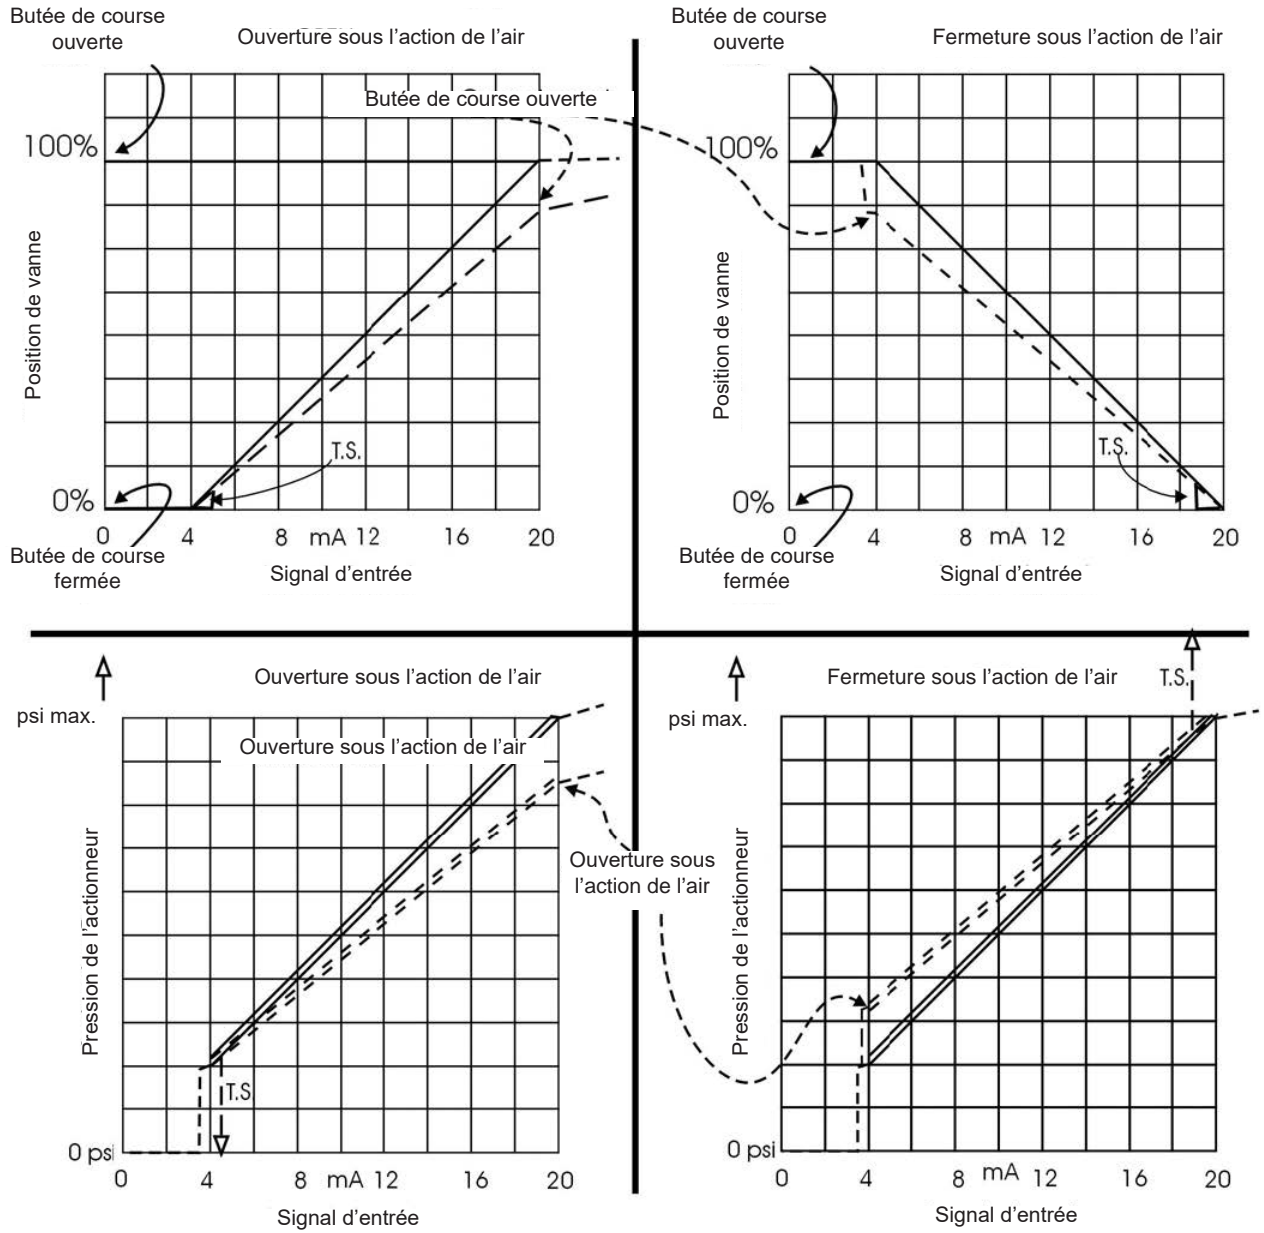 Butée de course
ouverte
Ouverture sous l'action de l'air
Butée de course ouverte
100%
Position de vanne
T.S.
0%
0 4 8 mA 12 16 20
Butée de course
fermée
Signal d'entrée
Butée de course
ouverte
Fermeture sous l'action de l'air
100%
Position de vanne
T.S.
0%
0 4 8 mA 12 16 20
Butée de course
fermée
Signal d'entrée
Ouverture sous l'action de l'air
psi max.
Ouverture sous l'action de l'air
Pression de l'actionneur
T.S.
0 psi
0 4 8 mA 12 16 20
Signal d'entrée
Ouverture sous
l'action de l'air
Fermeture sous l'action de l'air
T.S.
psi max.
Pression de l'actionneur
0 psi
0 4 8 mA 12 16 20
Signal d'entrée